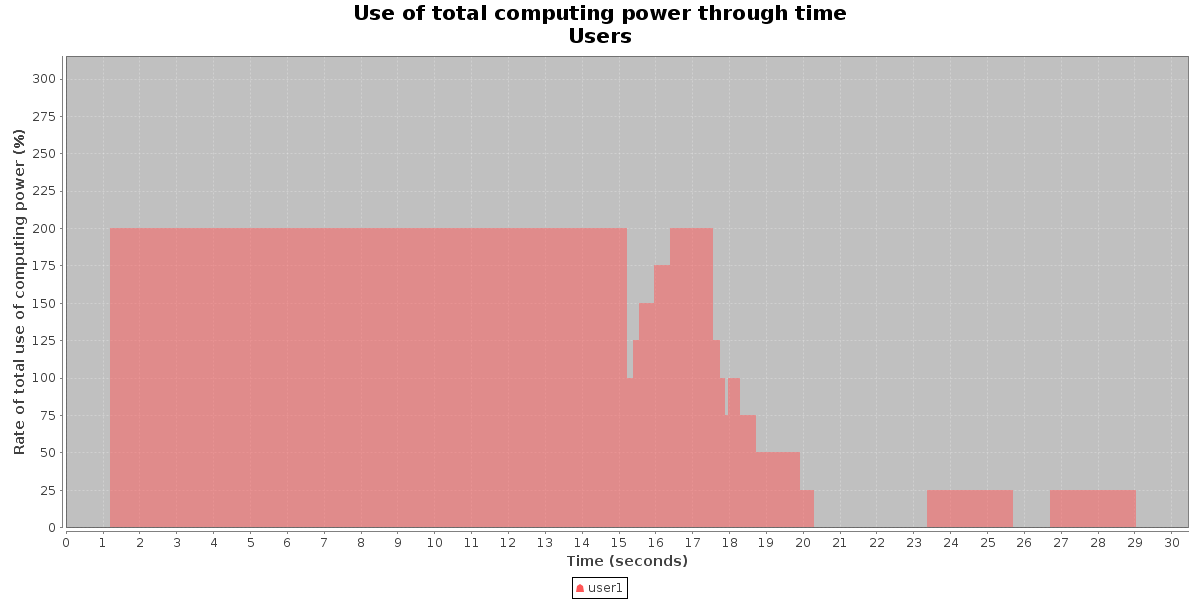 Use of total computing power through time
Users
Rate of total use of computing power (%)
300
275
250
225
200
175
150
125
100
75
50
25
0
0 1 2 3 4 5 6 7 8 9 10 11 12 13 14 15 16 17 18 19 20 21 22 23 24 25 26 27 28 29 30
Time (seconds)
user1